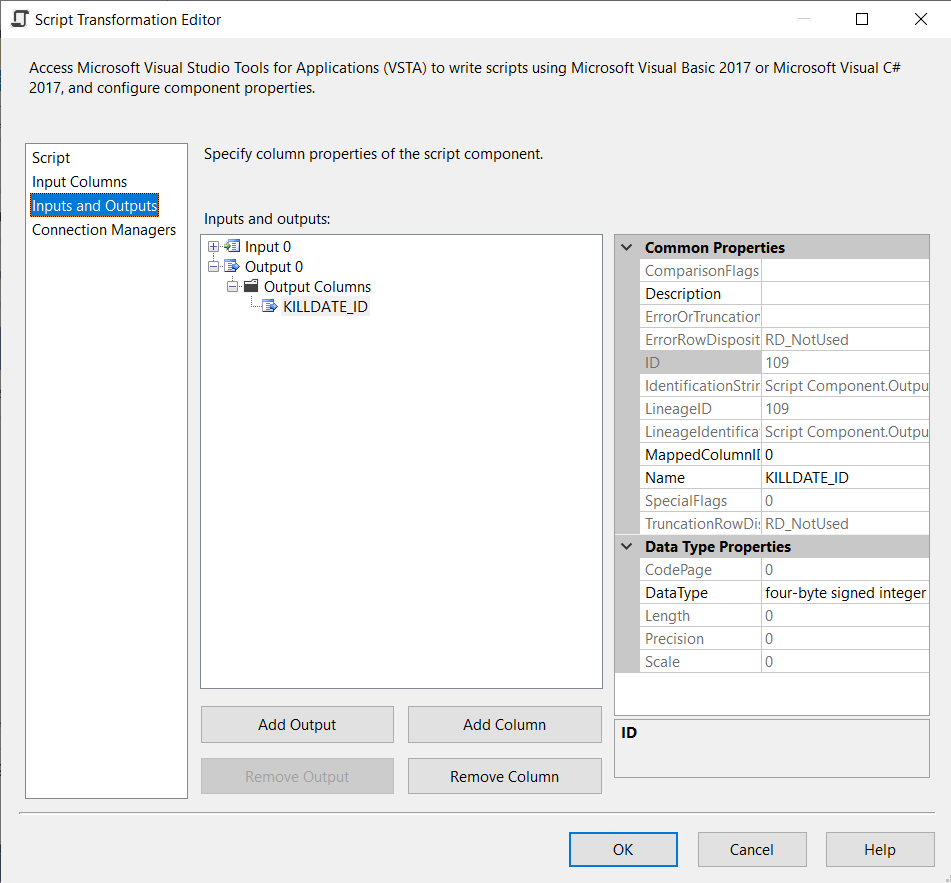 Script Transformation Editor
Access Microsoft Visual Studio Tools for Applications (VSTA) to write scripts using Microsoft Visual Basic 2017 or Microsoft Visual C#
2017, and configure component properties.
Script
Input Columns
Inputs and Outputs
Connection Managers
Specify column properties of the script component.
Inputs and outputs:
Input 0
Output 0
Output Columns
KILLDATE_ID
Add Output
Add Column
Remove Output
Remove Column
Common Properties
ComparisonFlags
Description
ErrorOrTruncation
ErrorRowDisposit RD_NotUsed
ID 109
IdentificationStrin Script Component.Outpu
LineageID 109
LineageIdentifica Script Component.Outpu
MappedColumnID 0
Name KILLDATE_ID
SpecialFlags 0
TruncationRowDis RD_NotUsed
Data Type Properties
CodePage 0
DataType four-byte signed integer
Length 0
Precision 0
Scale 0
ID
OK
Cancel
Help